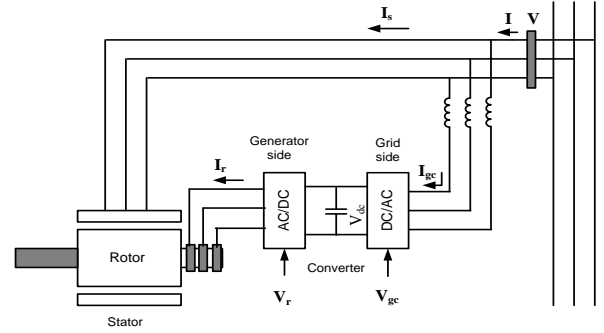 I_s
I
V
Generator side
Grid side
I_r
I_gc
AC/DC
V_dc
DC/AC
Rotor
Converter
V_r
V_gc
Stator